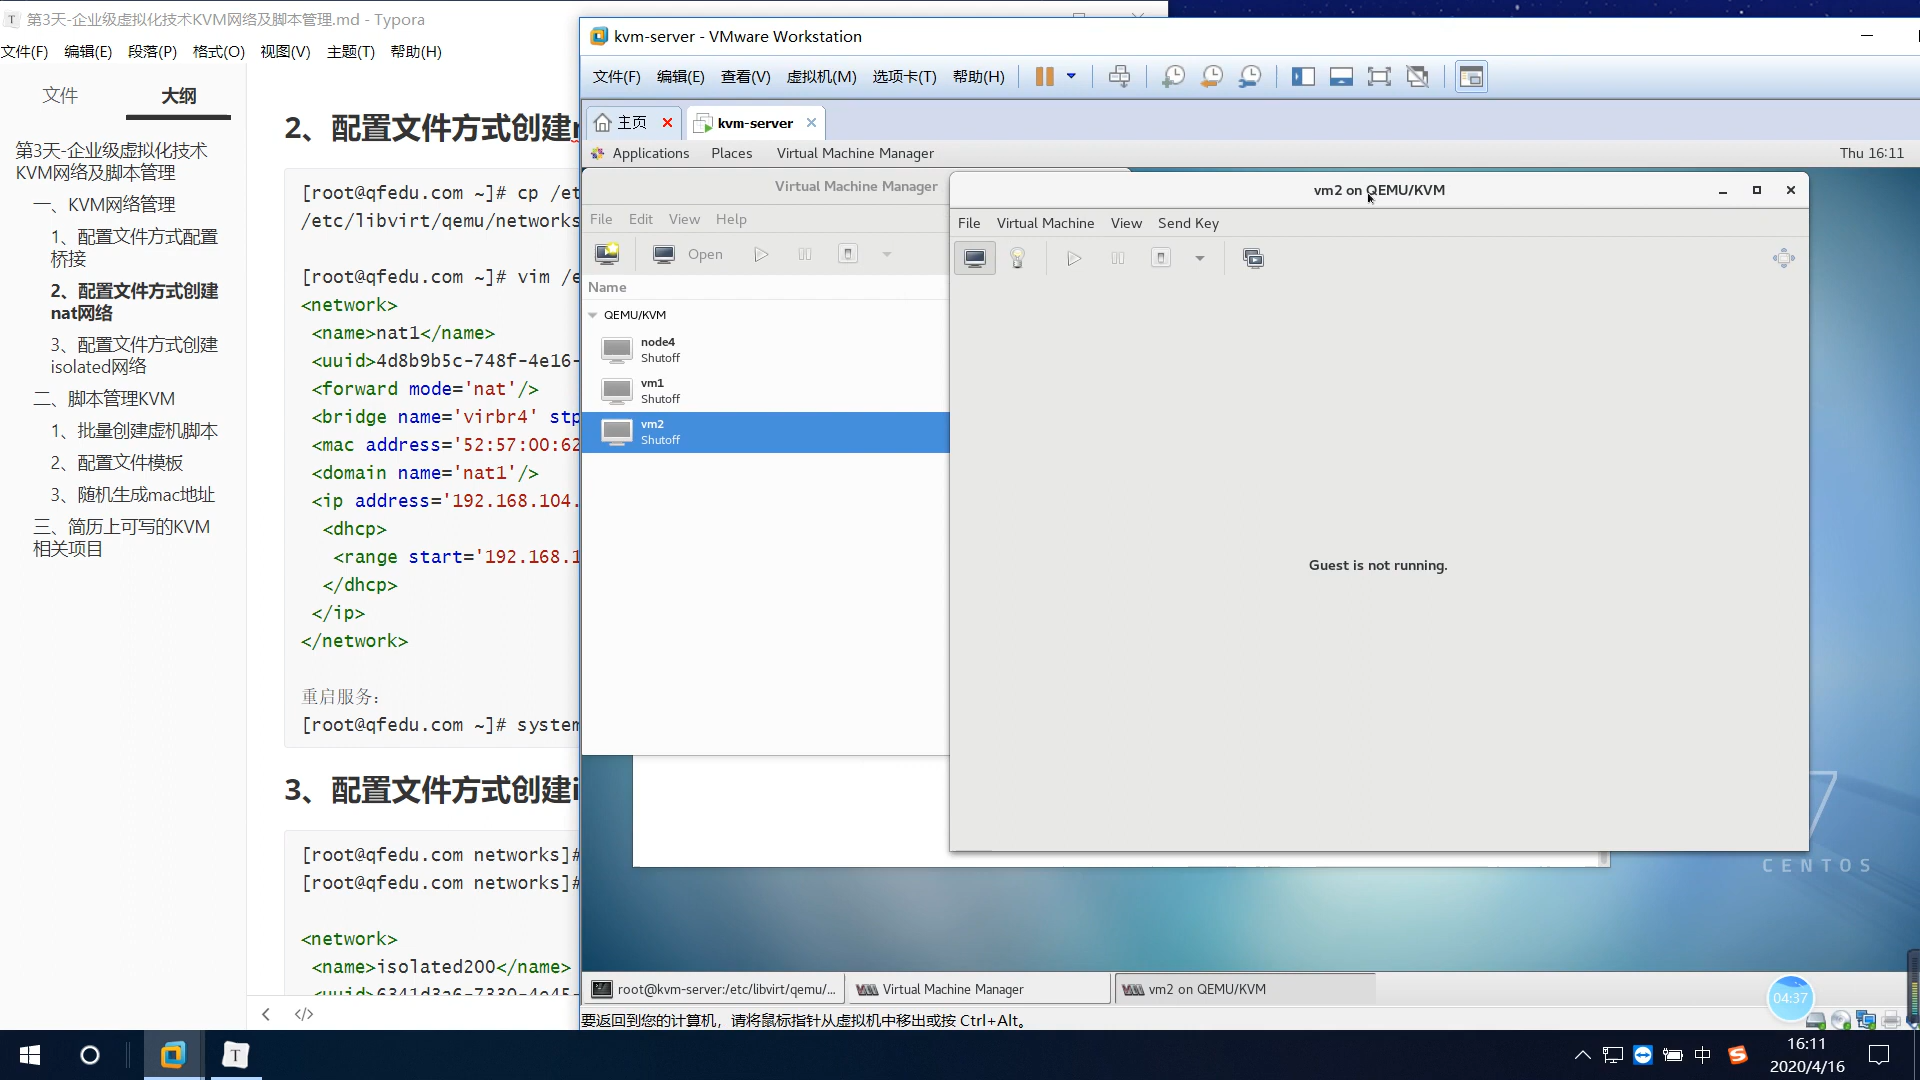 第3天-企业级虚拟化技术KVM网络及脚本管理.md - Typora
文件(F) 编辑(E) 段落(P) 格式(O) 视图(V) 主题(T) 帮助(H)
文件 大纲
第3天-企业级虚拟化技术
KVM网络及脚本管理
一、KVM网络管理
1、配置文件方式配置
桥接
2、配置文件方式创建
nat网络
3、配置文件方式创建
isolated网络
二、脚本管理KVM
1、批量创建虚机脚本
2、配置文件模板
3、随机生成mac地址
三、简历上可写的KVM
相关项目
2、配置文件方式创建
[root@qfedu.com ~]# cp /et
/etc/libvirt/qemu/networks
[root@qfedu.com ~]# vim /e
<network>
<name>nat1</name>
<uuid>4d8b9b5c-748f-4e16-
<forward mode='nat'/>
<bridge name='virbr4' stp
<mac address='52:57:00:62
<domain name='nat1'/>
<ip address='192.168.104.
<dhcp>
<range start='192.168.1
</dhcp>
</ip>
</network>
重启服务：
[root@qfedu.com ~]# system
3、配置文件方式创建i
[root@qfedu.com networks]#
[root@qfedu.com networks]#
<network>
<name>isolated200</name>
kvm-server - VMware Workstation
文件(F) 编辑(E) 查看(V) 虚拟机(M) 选项卡(T) 帮助(H)
主页 kvm-server
Applications Places Virtual Machine Manager Thu 16:11
Virtual Machine Manager
File Edit View Help
Open
Name
QEMU/KVM
node4
Shutoff
vm1
Shutoff
vm2
Shutoff
vm2 on QEMU/KVM
File Virtual Machine View Send Key
Guest is not running.
7
CENTOS
root@kvm-server:/etc/libvirt/qemu/... Virtual Machine Manager vm2 on QEMU/KVM
04:37
要返回到您的计算机，请将鼠标指针从虚拟机中移出或按 Ctrl+Alt。
中
16:11
2020/4/16